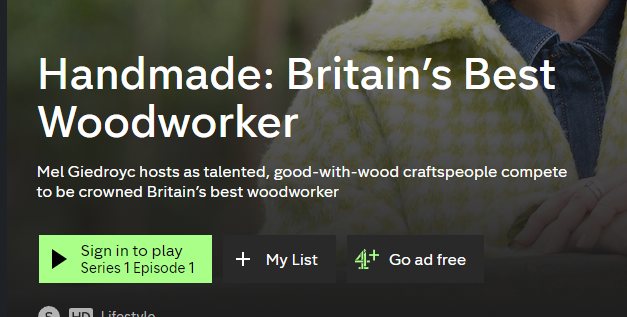 Handmade: Britain’s Best
Woodworker
Mel Giedroyc hosts as talented, good-with-wood craftspeople compete
to be crowned Britain’s best woodworker
Sign in to play
Series 1 Episode 1
+ My List
4+ Go ad free
S HD Lifestyle